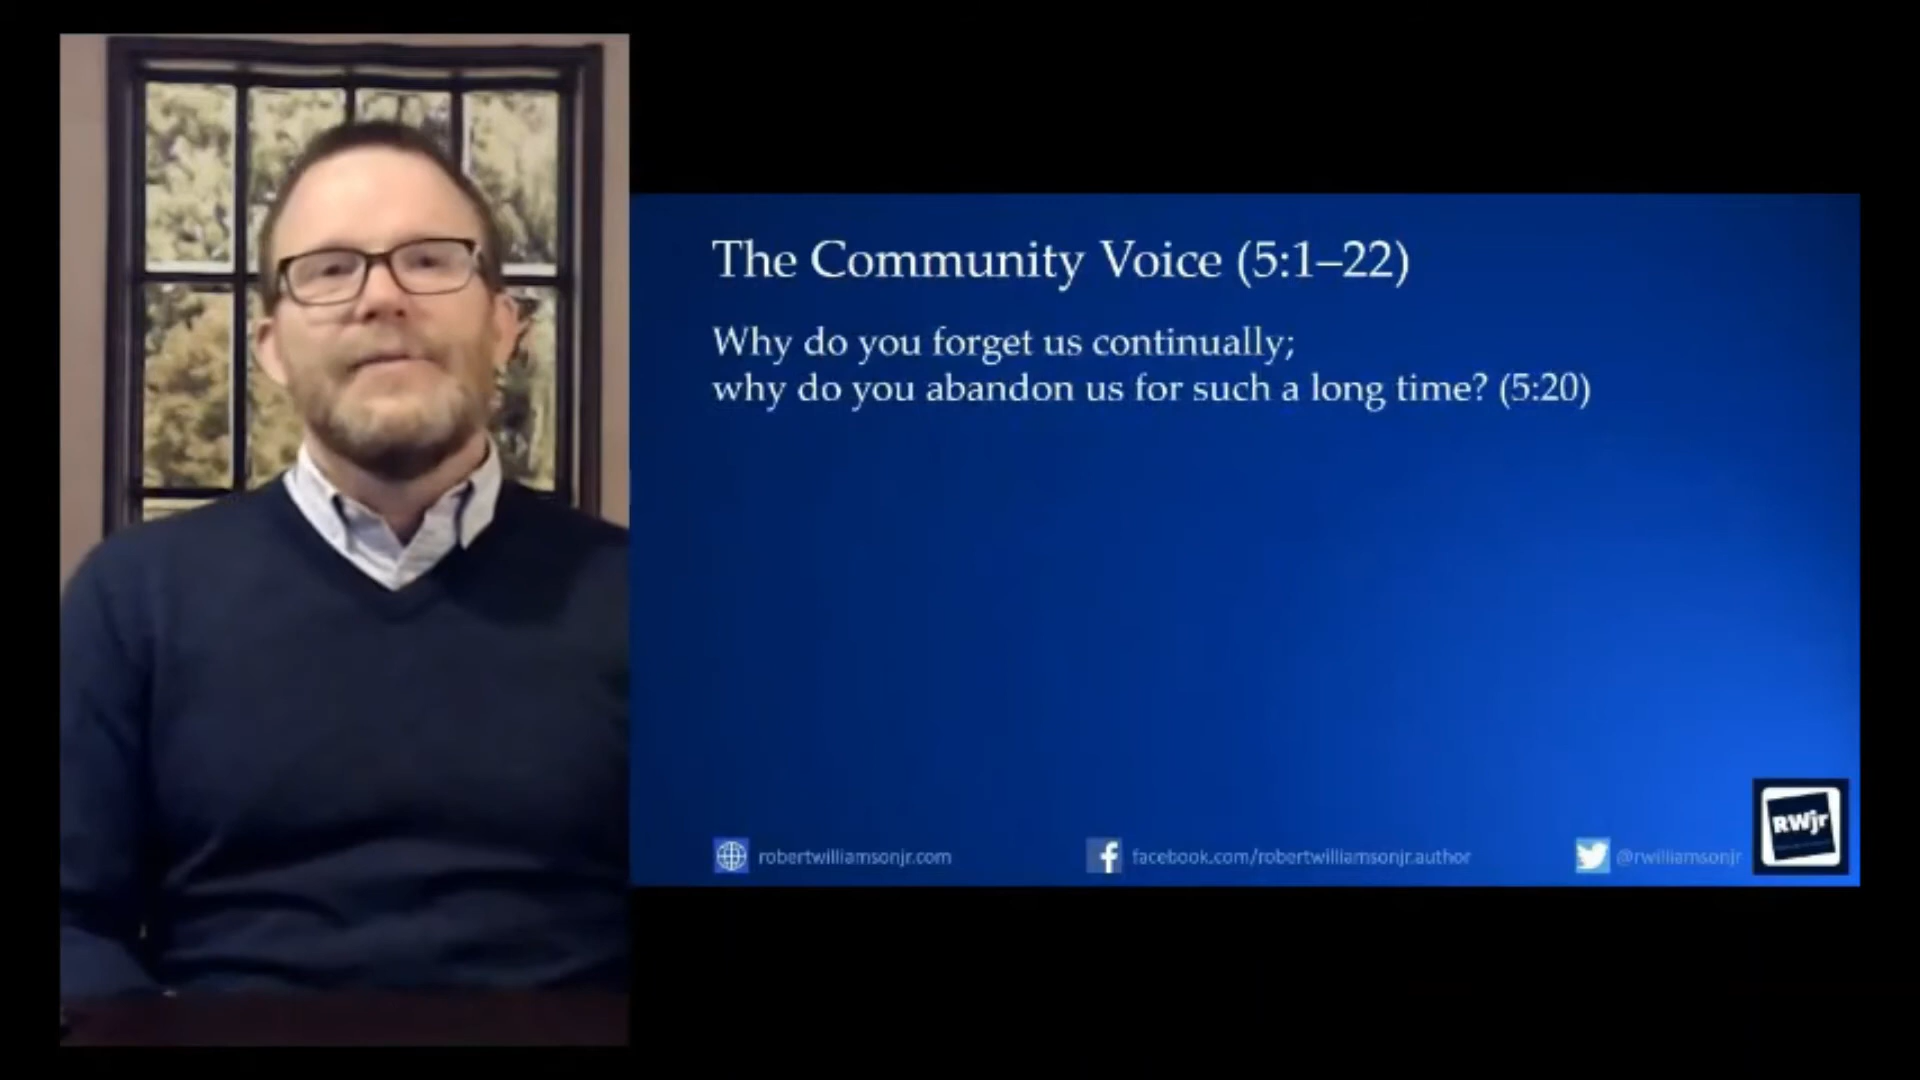 The Community Voice (5:1–22)
Why do you forget us continually;
why do you abandon us for such a long time? (5:20)
robertwilliamsonjr.com
facebook.com/robertwilliamsonjr.author
@rwilliamsonjr
RWjr